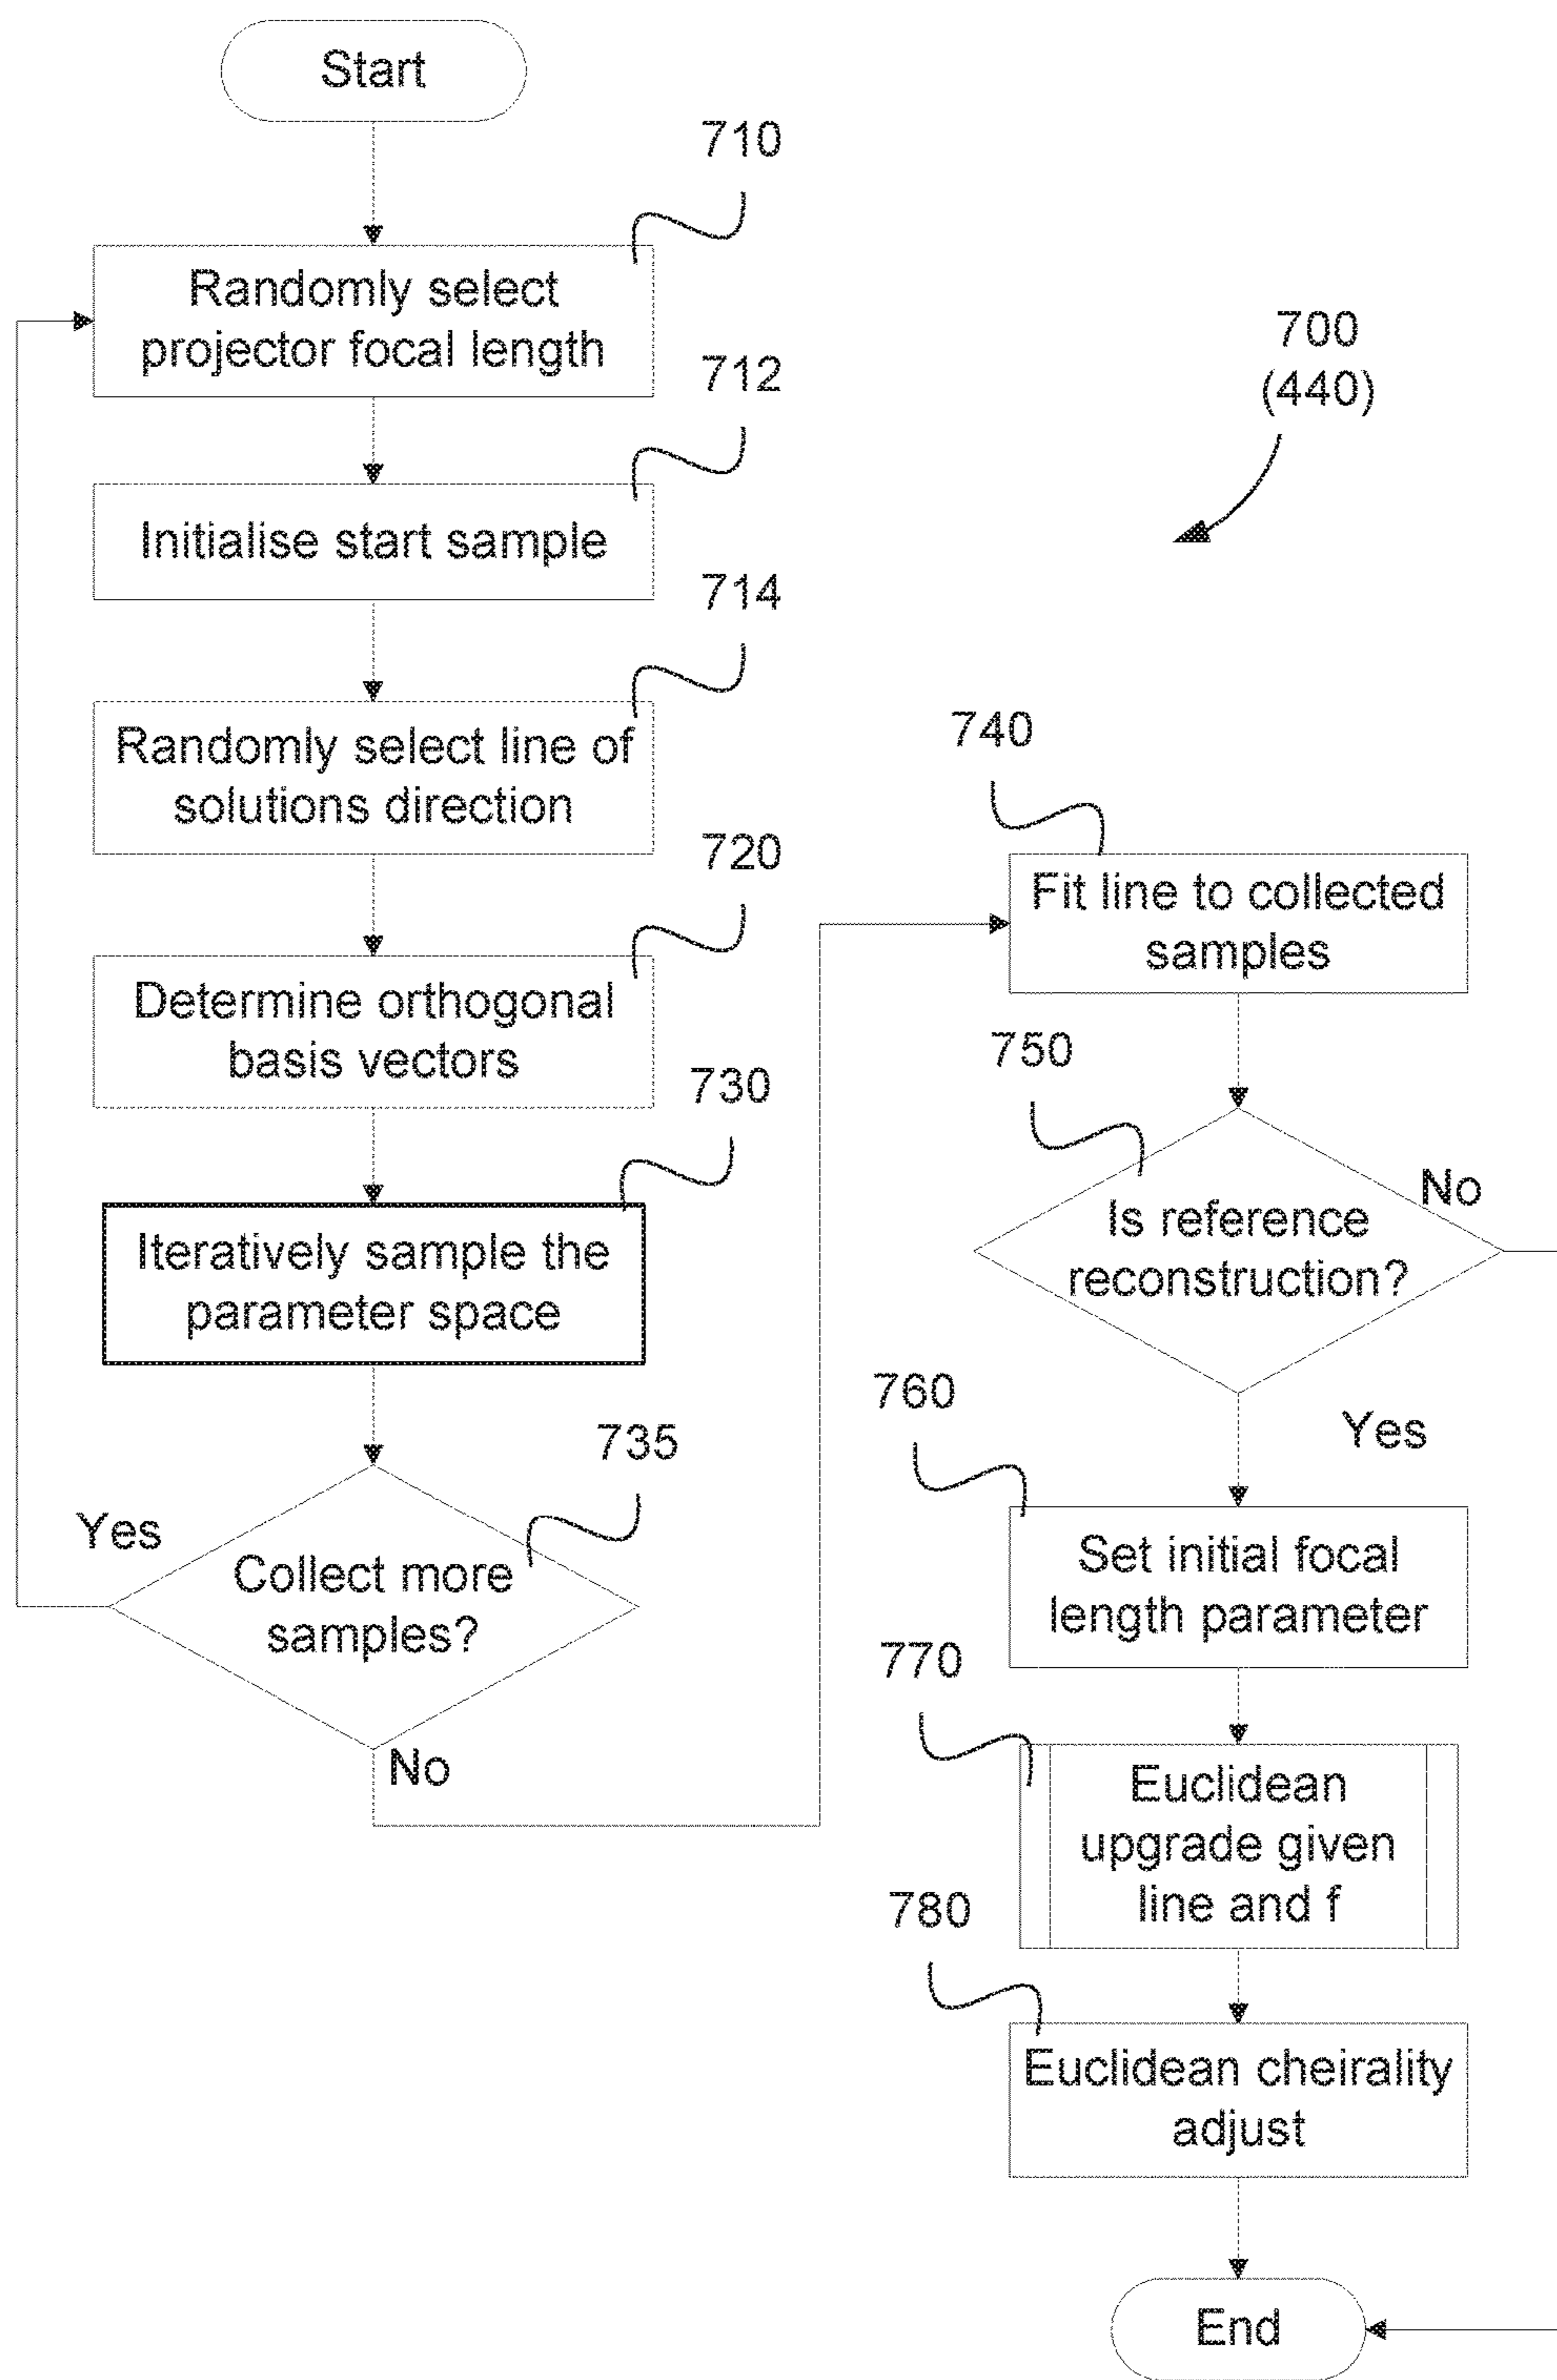 Start
710
Randomly select
projector focal length
700
(440)
712
Initialise start sample
714
Randomly select line of
solutions direction
720
Determine orthogonal
basis vectors
730
Iteratively sample the
parameter space
735
Yes
Collect more
samples?
No
740
Fit line to collected
samples
750
No
Is reference
reconstruction?
Yes
760
Set initial focal
length parameter
770
Euclidean
upgrade given
line and f
780
Euclidean cheirality
adjust
End